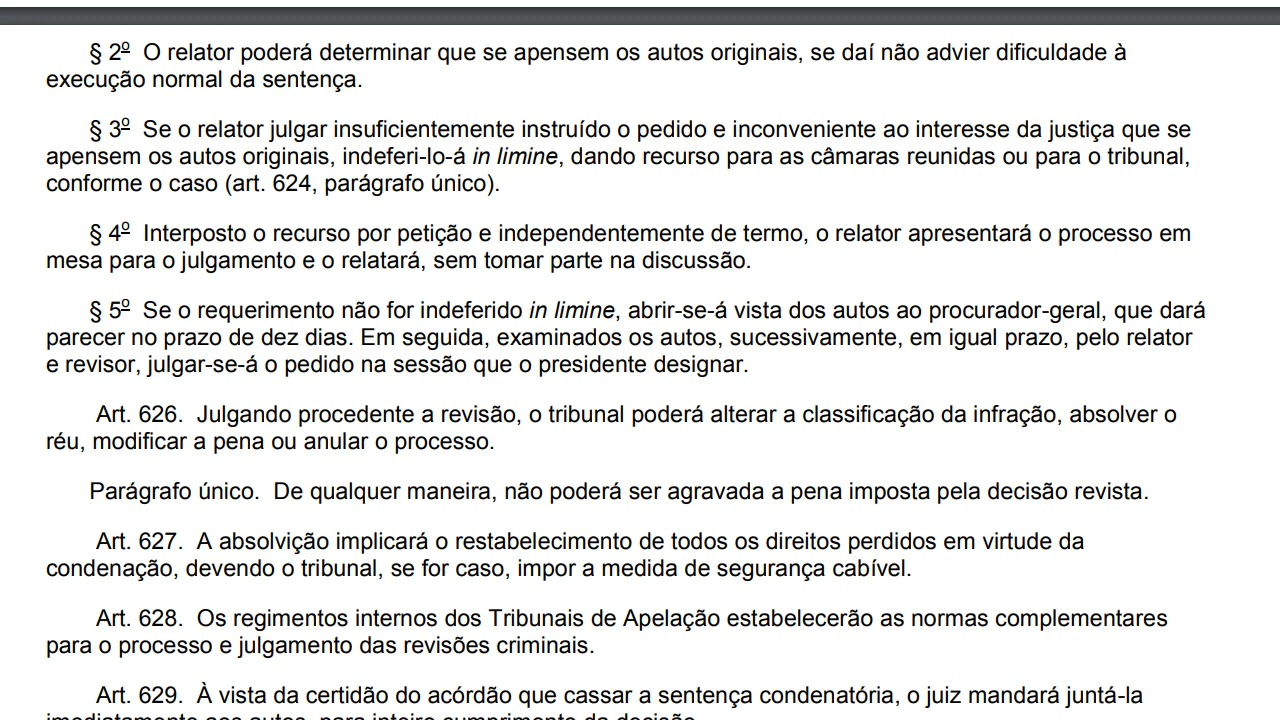 § 2º O relator poderá determinar que se apensem os autos originais, se daí não advier dificuldade à
execução normal da sentença.
§ 3º Se o relator julgar insuficientemente instruído o pedido e inconveniente ao interesse da justiça que se
apensem os autos originais, indeferi-lo-á in limine, dando recurso para as câmaras reunidas ou para o tribunal,
conforme o caso (art. 624, parágrafo único).
§ 4º Interposto o recurso por petição e independentemente de termo, o relator apresentará o processo em
mesa para o julgamento e o relatará, sem tomar parte na discussão.
§ 5º Se o requerimento não for indeferido in limine, abrir-se-á vista dos autos ao procurador-geral, que dará
parecer no prazo de dez dias. Em seguida, examinados os autos, sucessivamente, em igual prazo, pelo relator
e revisor, julgar-se-á o pedido na sessão que o presidente designar.
Art. 626. Julgando procedente a revisão, o tribunal poderá alterar a classificação da infração, absolver o
réu, modificar a pena ou anular o processo.
Parágrafo único. De qualquer maneira, não poderá ser agravada a pena imposta pela decisão revista.
Art. 627. A absolvição implicará o restabelecimento de todos os direitos perdidos em virtude da
condenação, devendo o tribunal, se for caso, impor a medida de segurança cabível.
Art. 628. Os regimentos internos dos Tribunais de Apelação estabelecerão as normas complementares
para o processo e julgamento das revisões criminais.
Art. 629. À vista da certidão do acórdão que cassar a sentença condenatória, o juiz mandará juntá-la
imediatamente aos autos, para inteiro cumprimento da decisão.